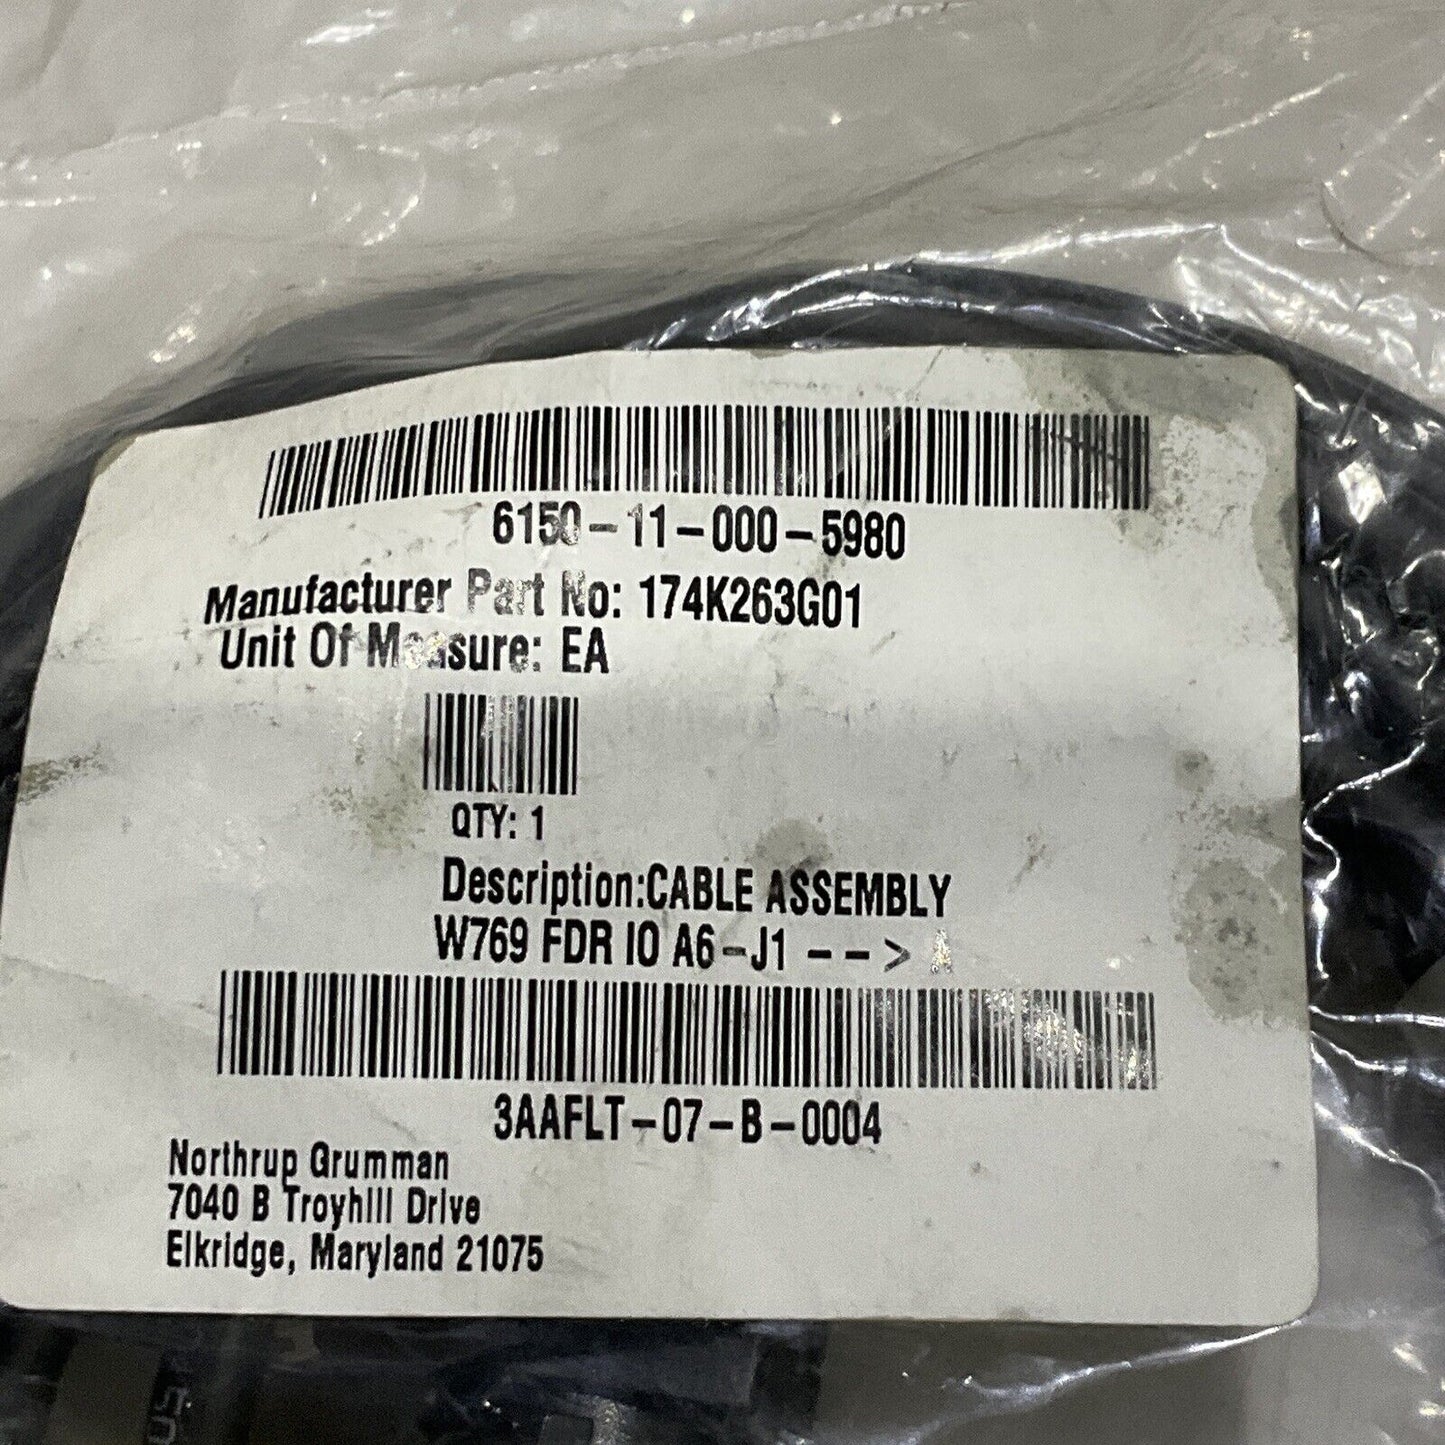 6150-11-000-5980
Manufacturer Part No: 174K263G01
Unit Of Measure: EA
QTY: 1
Description:CABLE ASSEMBLY
W769 FDR IO A6-J1 --> A
3AAFLT-07-B-0004
Northrup Grumman
7040 B Troyhill Drive
Elkridge, Maryland 21075